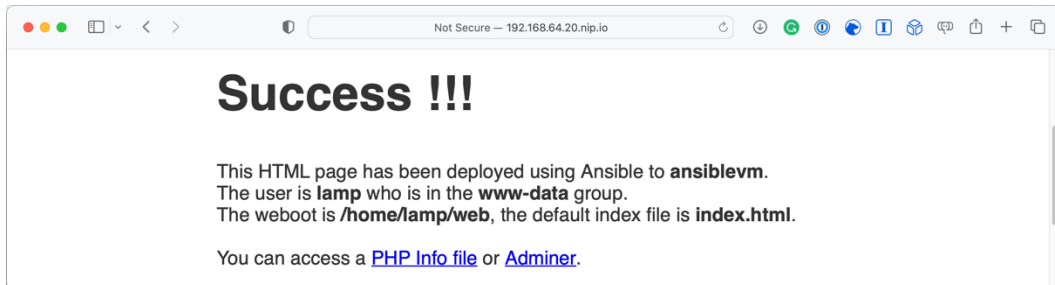 Not Secure — 192.168.64.20.nip.io
Success !!!
This HTML page has been deployed using Ansible to ansiblevm.
The user is lamp who is in the www-data group.
The weboot is /home/lamp/web, the default index file is index.html.
You can access a PHP Info file or Adminer.